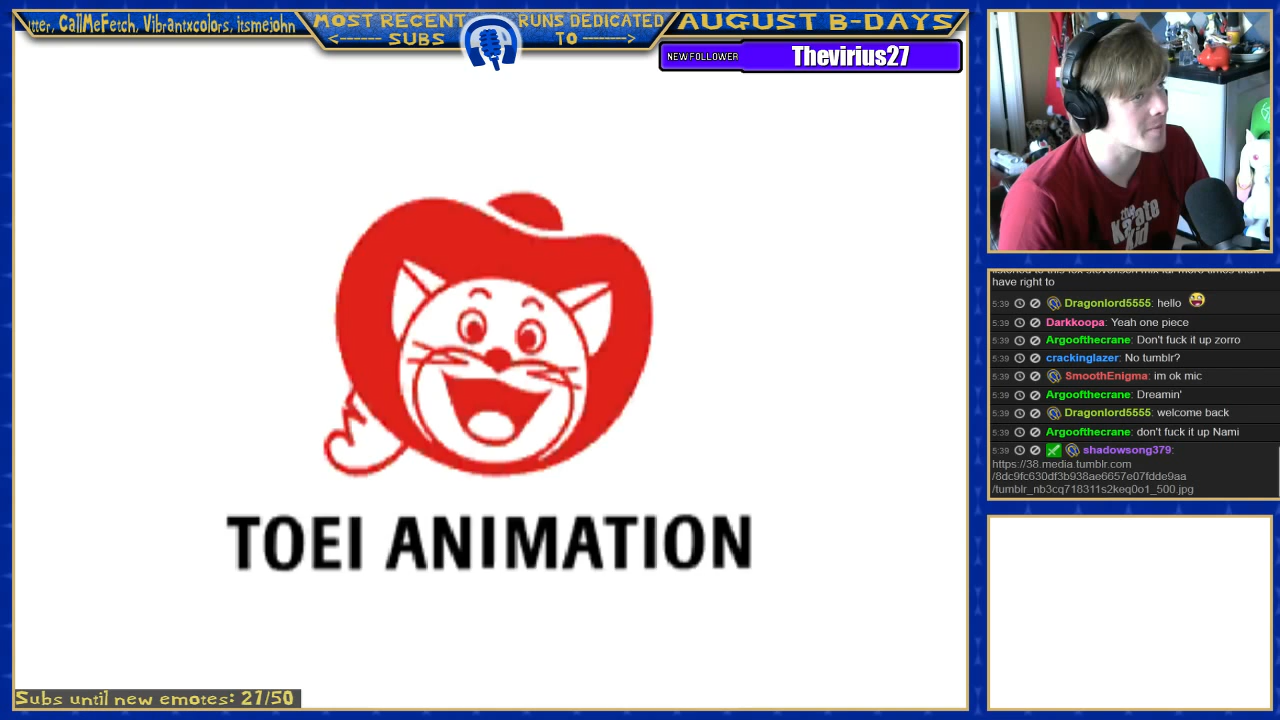 utter, CallMeFetch, Vibrantxcolors, itsmejohn
MOST RECENT
<------ SUBS
RUNS DEDICATED
TO ------->
AUGUST B-DAYS
NEW FOLLOWER
Thevirius27
the
Karate
Kid
have right to
5:39 Dragonlord5555: hello
5:39 Darkkoopa: Yeah one piece
5:39 Argoofthecrane: Don't fuck it up zorro
5:39 crackinglazer: No tumblr?
5:39 SmoothEnigma: im ok mic
5:39 Argoofthecrane: Dreamin'
5:39 Dragonlord5555: welcome back
5:39 Argoofthecrane: don't fuck it up Nami
5:39 shadowsong379:
https://38.media.tumblr.com
/8dc9fc630df3b938ae6657e07fdde9aa
/tumblr_nb3cq718311s2keq0o1_500.jpg
TOEI ANIMATION
Subs until new emotes: 27/50